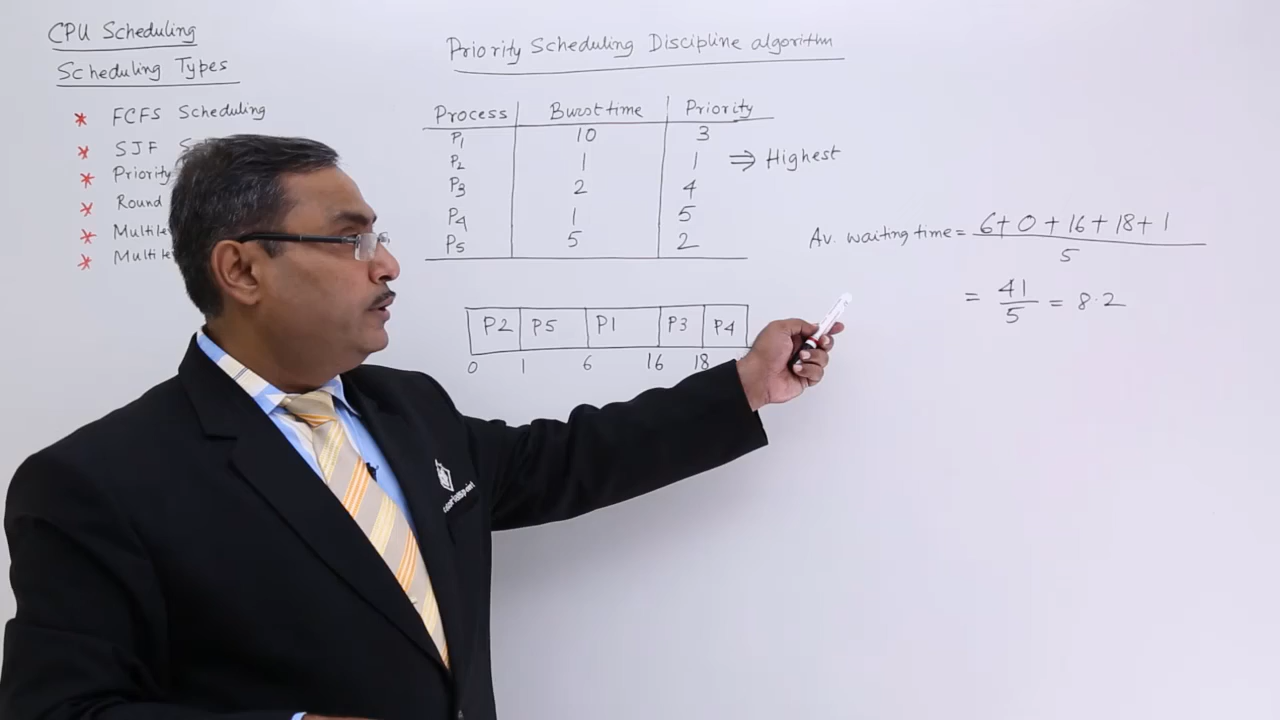 CPU Scheduling
Scheduling Types
* FCFS Scheduling
* SJF
* Priority
* Round
*
*
Priority Scheduling Discipline algorithm
Process Burst time Priority
P1 10 3
P2 1 1 ⇒ Highest
P3 2 4
P4 1 5
P5 5 2
P2 P5 P1 P3 P4
0 1 6 16 18
Av. waiting time = 6+0+16+18+1
5
= 41
5 = 8.2